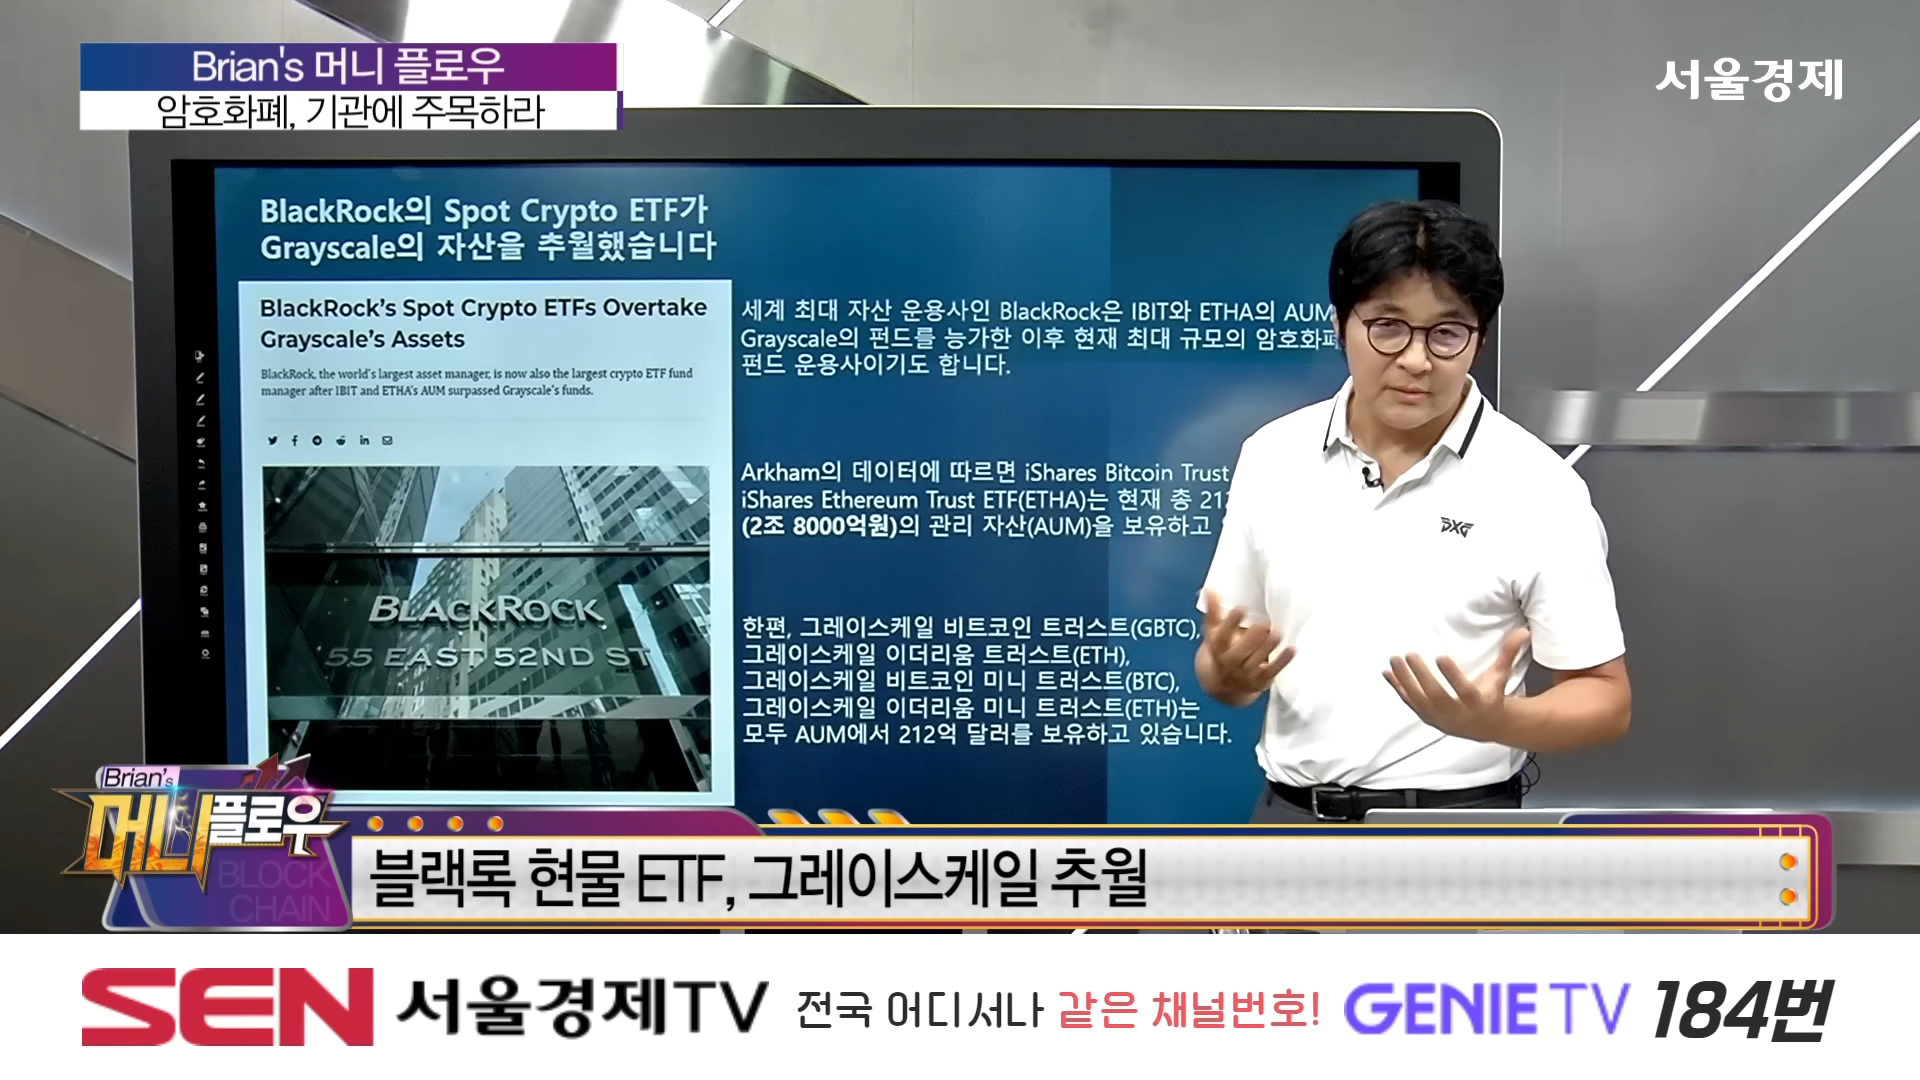 Brian's 머니 플로우
암호화폐, 기관에 주목하라
서울경제
BlackRock의 Spot Crypto ETF가
Grayscale의 자산을 추월했습니다
BlackRock's Spot Crypto ETFs Overtake
Grayscale's Assets
BlackRock, the world's largest asset manager, is now also the largest crypto ETF fund
manager after IBIT and ETHA's AUM surpassed Grayscale's funds.
BLACKROCK
55 EAST 52ND ST
세계 최대 자산 운용사인 BlackRock은 IBIT와 ETHA의 AUM
Grayscale의 펀드를 능가한 이후 현재 최대 규모의 암호화폐
펀드 운용사이기도 합니다.
Arkham의 데이터에 따르면 iShares Bitcoin Trust
iShares Ethereum Trust ETF(ETHA)는 현재 총 212
(2조 8000억원)의 관리 자산(AUM)을 보유하고
한편, 그레이스케일 비트코인 트러스트(GBTC),
그레이스케일 이더리움 트러스트(ETH),
그레이스케일 비트코인 미니 트러스트(BTC),
그레이스케일 이더리움 미니 트러스트(ETH)는
모두 AUM에서 212억 달러를 보유하고 있습니다.
PXG
Brian's
머니플로우
BLOCK
CHAIN
블랙록 현물 ETF, 그레이스케일 추월
SEN 서울경제TV 전국 어디서나 같은 채널번호! GENIE TV 184번